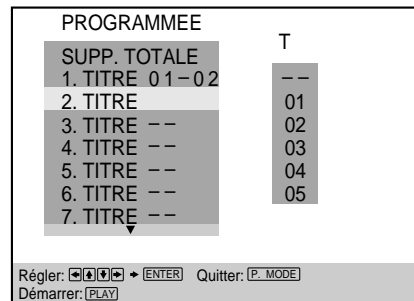 PROGRAMMEE
T
SUPP. TOTALE
1. TITRE 01–02
2. TITRE
3. TITRE – –
4. TITRE – –
5. TITRE – –
6. TITRE – –
7. TITRE – –
– –
01
02
03
04
05
Régler: ←↑↓→ → ENTER Quitter: P. MODE
Démarrer: PLAY